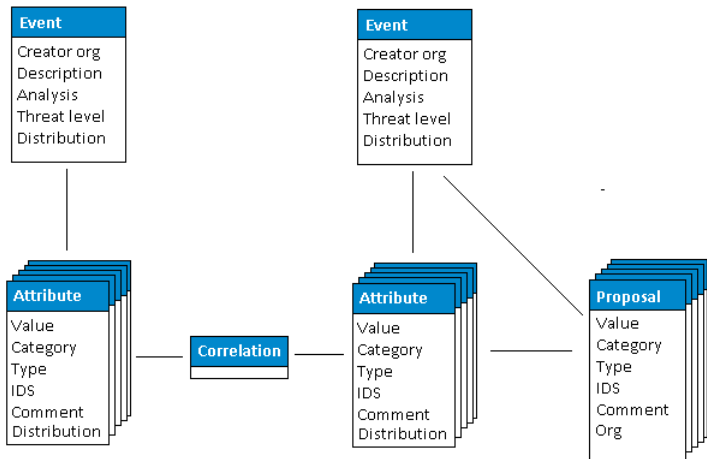 Event
Creator org
Description
Analysis
Threat level
Distribution
Event
Creator org
Description
Analysis
Threat level
Distribution
Attribute
Value
Category
Type
IDS
Comment
Distribution
Correlation
Attribute
Value
Category
Type
IDS
Comment
Distribution
Proposal
Value
Category
Type
IDS
Comment
Org